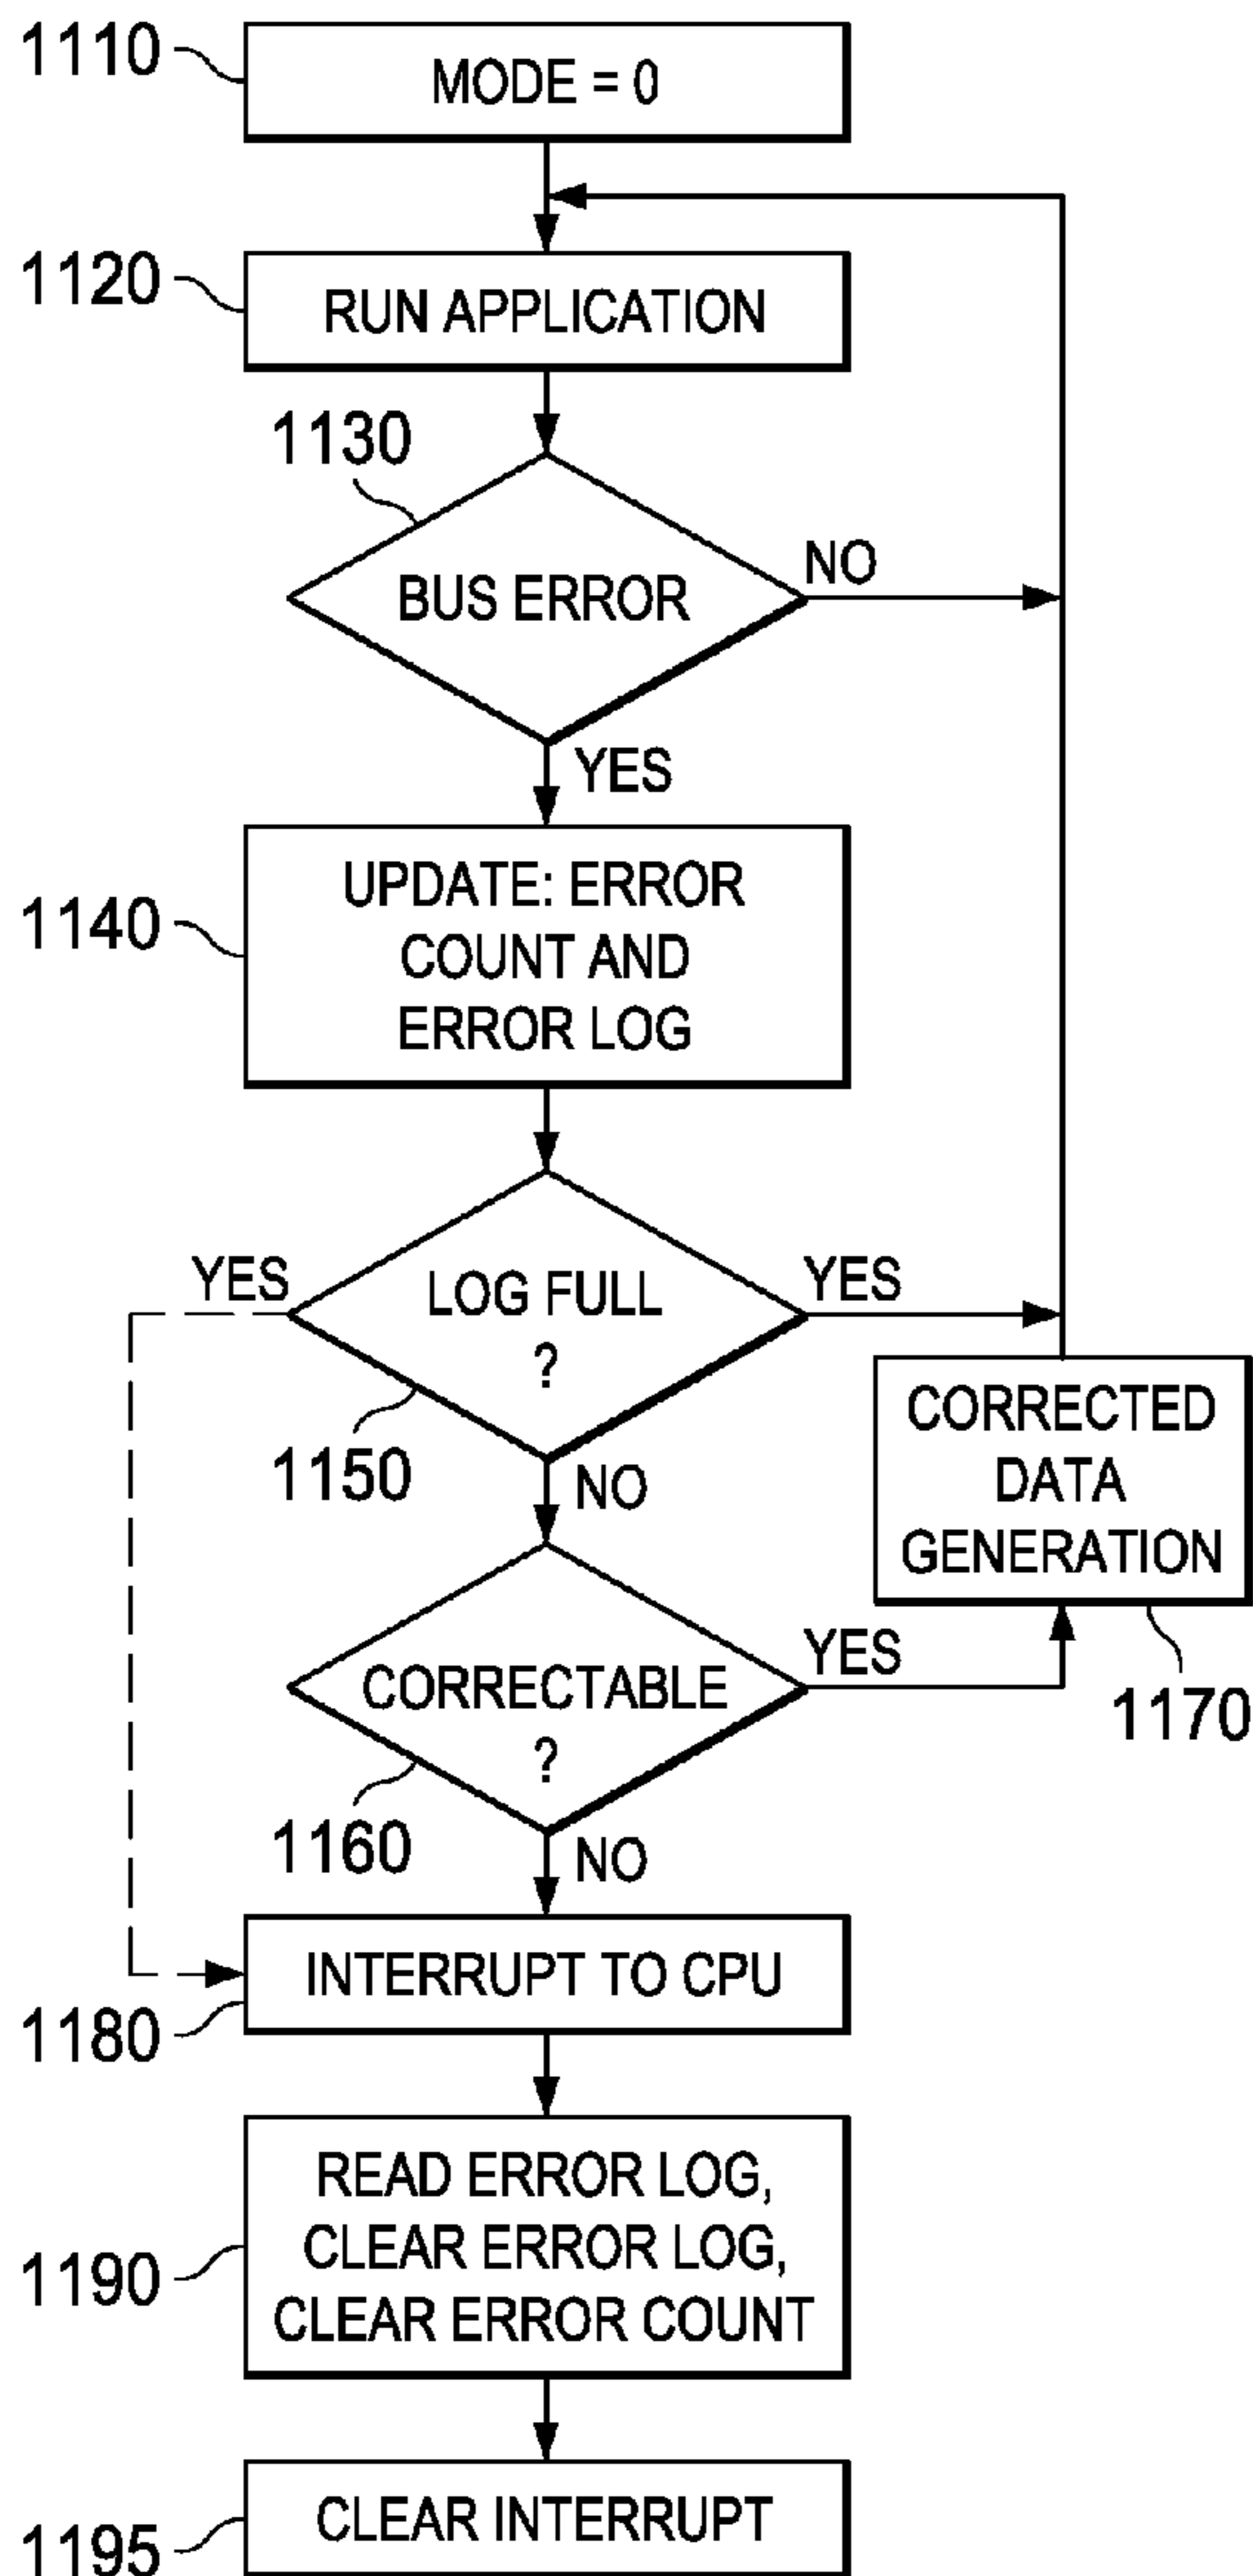 1110
MODE = 0
1120
RUN APPLICATION
1130
BUS ERROR
NO
YES
1140
UPDATE: ERROR
COUNT AND
ERROR LOG
YES
LOG FULL
?
YES
1150
NO
CORRECTED
DATA
GENERATION
1170
CORRECTABLE
?
YES
1160
NO
INTERRUPT TO CPU
1180
READ ERROR LOG,
CLEAR ERROR LOG,
CLEAR ERROR COUNT
1190
CLEAR INTERRUPT
1195